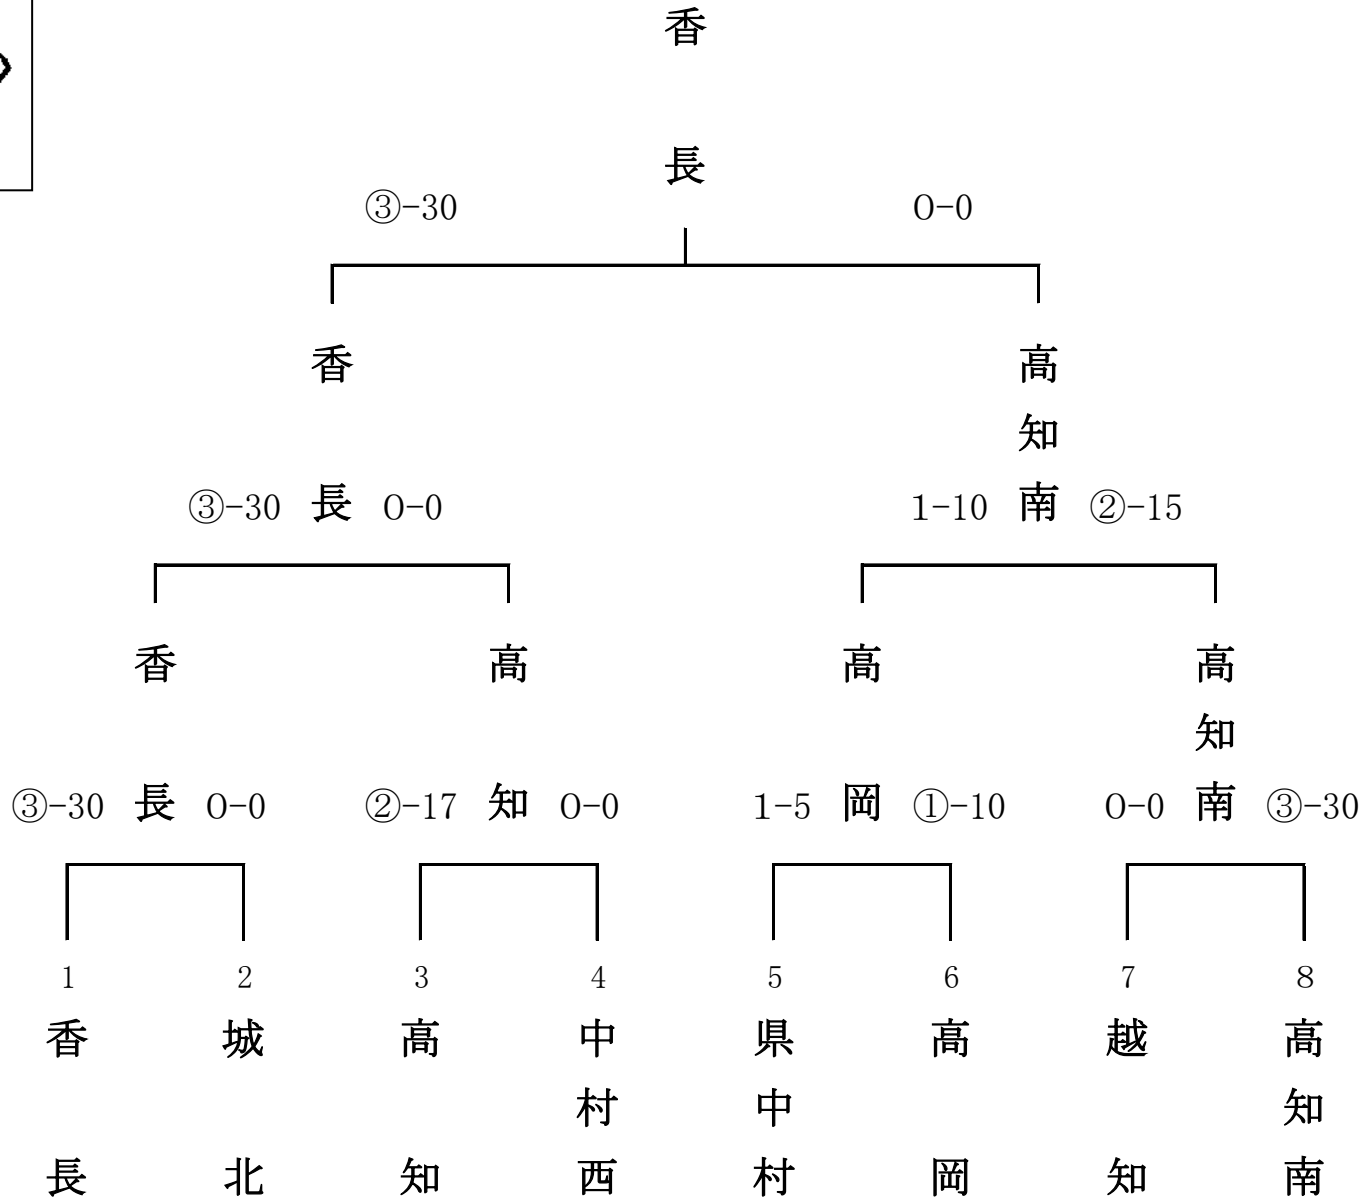 香長
③-30 0-0
香長 高知南
③-30 0-0 1-10 ②-15
香長 高知 高岡 高知南
③-30 0-0 ②-17 0-0 1-5 ①-10 0-0 ③-30
1 2 3 4 5 6 7 8
香長 城北 高知 中村西 県中村 高岡 越知 高知南